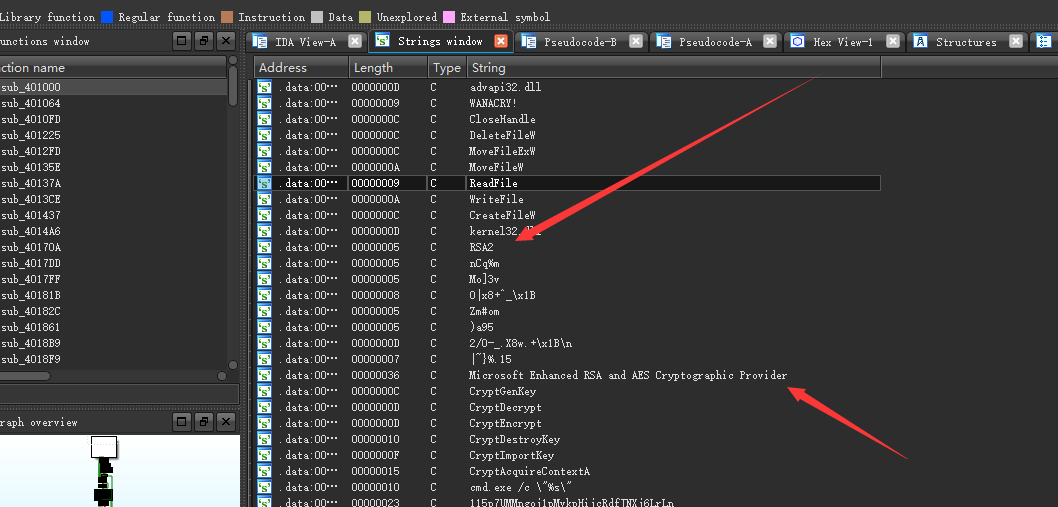 Library function Regular function Instruction Data Unexplored External symbol
unctions window
IDA View-A Strings window Pseudocode-B Pseudocode-A Hex View-1 Structures
ction name
Address Length Type String
sub_401000
sub_401064
sub_4010FD
sub_401225
sub_4012FD
sub_40135E
sub_40137A
sub_4013CE
sub_401437
sub_4014A6
sub_40170A
sub_4017DD
sub_4017FF
sub_40181B
sub_40182C
sub_401861
sub_4018B9
sub_4018F9
raph overview
.data:00… 0000000D C advapi32.dll
.data:00… 00000009 C WANACRY!
.data:00… 0000000C C CloseHandle
.data:00… 0000000C C DeleteFileW
.data:00… 0000000C C MoveFileExW
.data:00… 0000000A C MoveFileW
.data:00… 00000009 C ReadFile
.data:00… 0000000A C WriteFile
.data:00… 0000000C C CreateFileW
.data:00… 0000000D C kernel32.dll
.data:00… 00000005 C RSA2
.data:00… 00000005 C nCq%m
.data:00… 00000005 C Mo]3v
.data:00… 00000008 C O|x8+^_\x1B
.data:00… 00000005 C Zm#om
.data:00… 00000005 C )a95
.data:00… 0000000D C 2/O-_.X8w.+\x1B\n
.data:00… 00000007 C |~}%.15
.data:00… 00000036 C Microsoft Enhanced RSA and AES Cryptographic Provider
.data:00… 0000000C C CryptGenKey
.data:00… 0000000D C CryptDecrypt
.data:00… 0000000D C CryptEncrypt
.data:00… 00000010 C CryptDestroyKey
.data:00… 0000000F C CryptImportKey
.data:00… 00000015 C CryptAcquireContextA
.data:00… 00000010 C cmd.exe /c \"%s\"
.data:00… 00000023 C